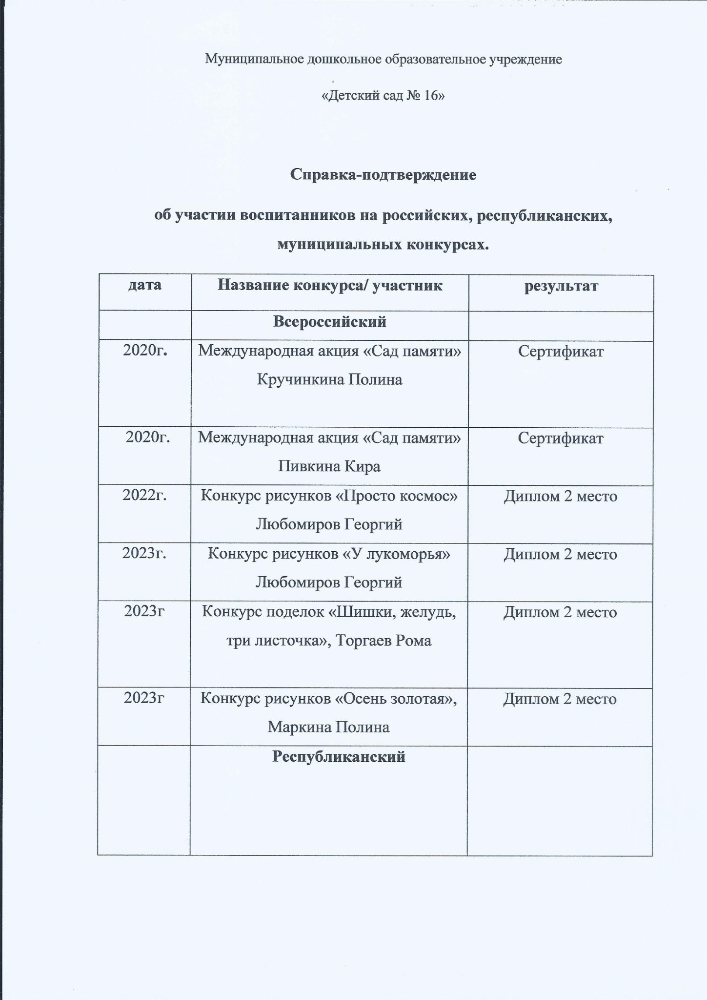 Муниципальное дошкольное образовательное учреждение
«Детский сад № 16»
Справка-подтверждение
об участии воспитанников на российских, республиканских,
муниципальных конкурсах.
дата Название конкурса/ участник результат
Всероссийский
2020г. Международная акция «Сад памяти» Сертификат
Кручинкина Полина
2020г. Международная акция «Сад памяти» Сертификат
Пивкина Кира
2022г. Конкурс рисунков «Просто космос» Диплом 2 место
Любомиров Георгий
2023г. Конкурс рисунков «У лукоморья» Диплом 2 место
Любомиров Георгий
2023г Конкурс поделок «Шишки, желудь, Диплом 2 место
три листочка», Торгаев Рома
2023г Конкурс рисунков «Осень золотая», Диплом 2 место
Маркина Полина
Республиканский